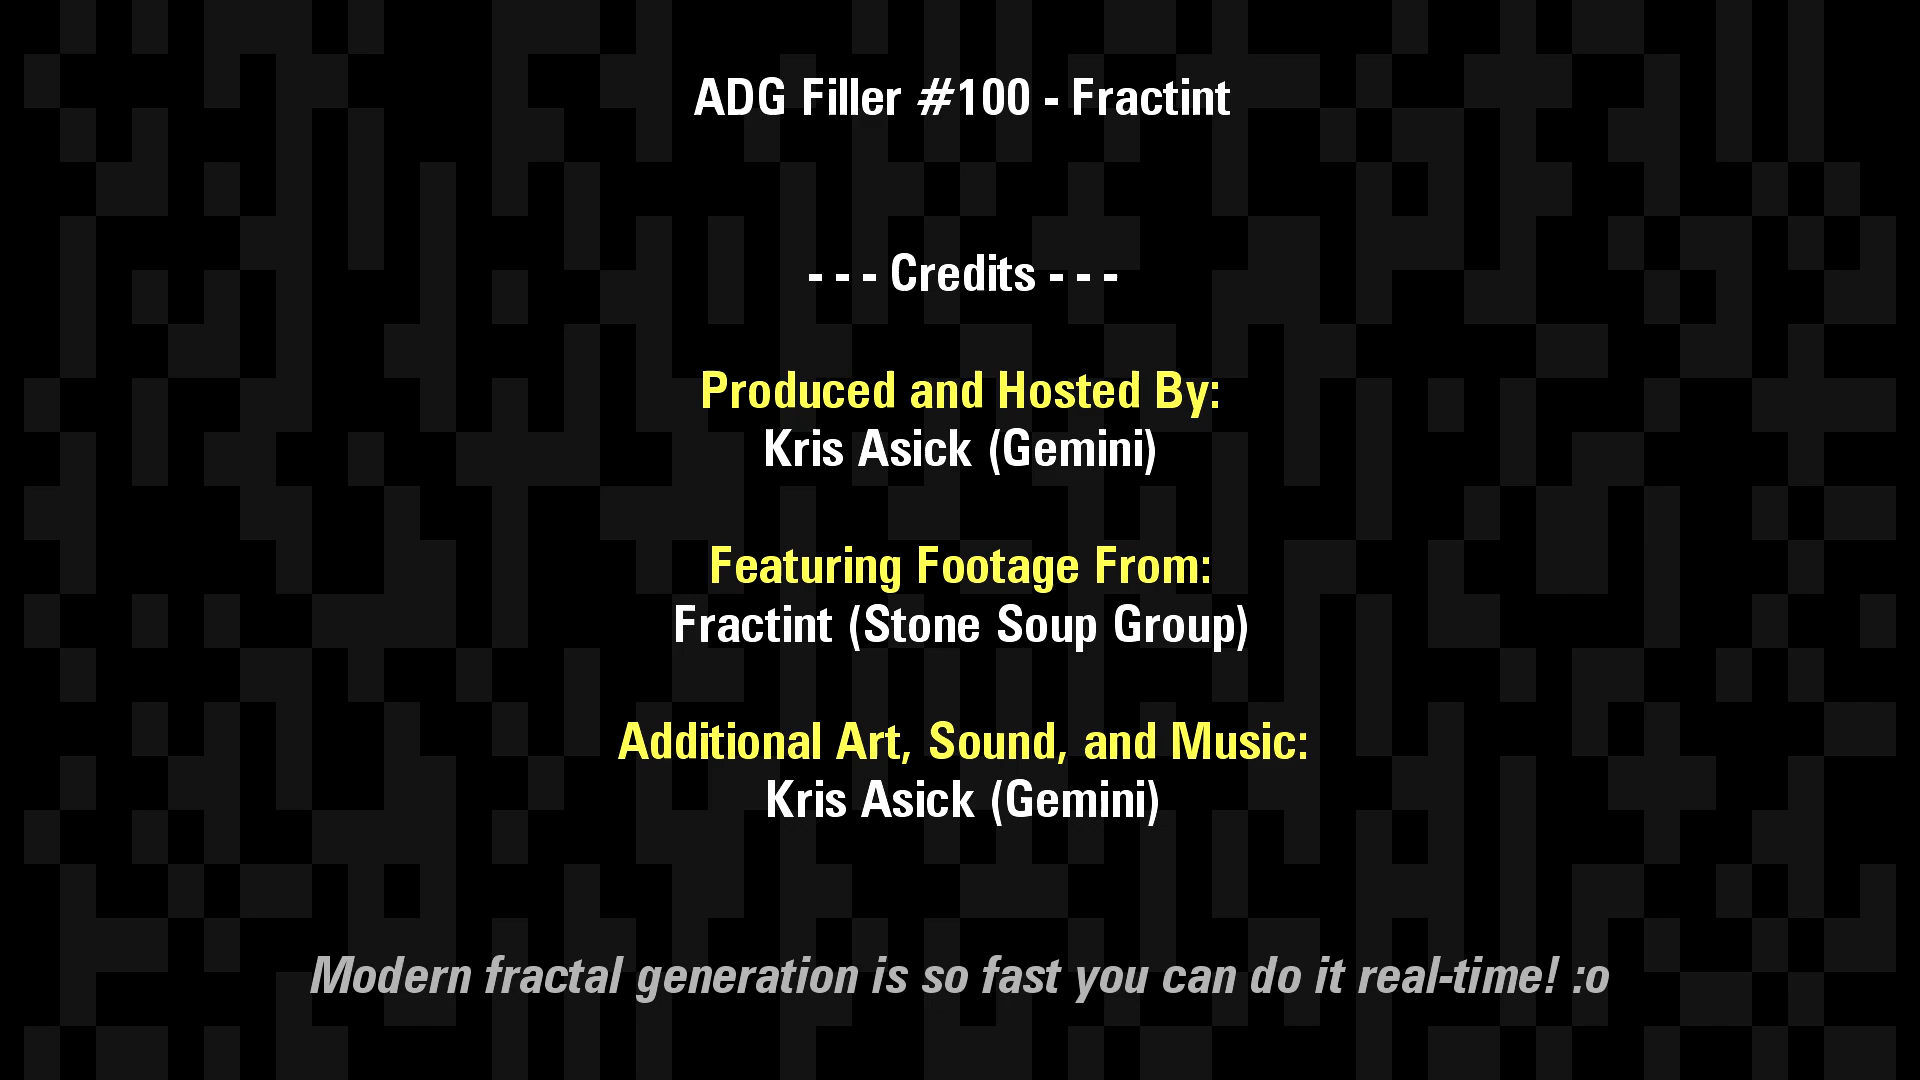 ADG Filler #100 - Fractint
- - - Credits - - -
Produced and Hosted By:
Kris Asick (Gemini)
Featuring Footage From:
Fractint (Stone Soup Group)
Additional Art, Sound, and Music:
Kris Asick (Gemini)
Modern fractal generation is so fast you can do it real-time! :o